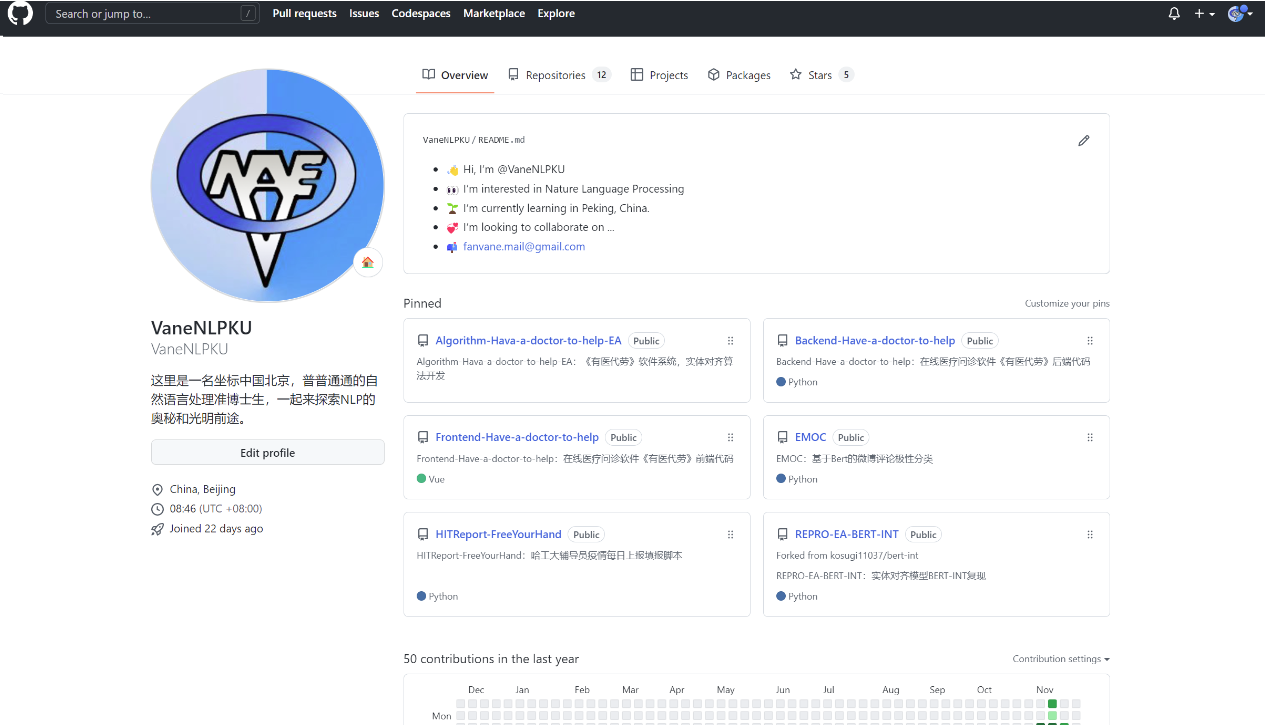 Search or jump to... / Pull requests Issues Codespaces Marketplace Explore
Overview Repositories 12 Projects Packages Stars 5
VaneNLPKU / README.md
Hi, I'm @VaneNLPKU
I'm interested in Nature Language Processing
I'm currently learning in Peking, China.
I'm looking to collaborate on ...
fanvane.mail@gmail.com
VaneNLPKU
VaneNLPKU
这里是一名坐标中国北京，普普通通的自
然语言处理准博士生，一起来探索NLP的
奥秘和光明前途。
Edit profile
China, Beijing
08:46 (UTC +08:00)
Joined 22 days ago
Pinned Customize your pins
Algorithm-Hava-a-doctor-to-help-EA Public
Algorithm-Hava-a-doctor-to-help-EA：《有医代劳》软件系统，实体对齐算
法开发
Backend-Have-a-doctor-to-help Public
Backend-Have-a-doctor-to-help：在线医疗问诊软件《有医代劳》后端代码
Python
Frontend-Have-a-doctor-to-help Public
Frontend-Have-a-doctor-to-help：在线医疗问诊软件《有医代劳》前端代码
Vue
EMOC Public
EMOC：基于Bert的微博评论极性分类
Python
HITReport-FreeYourHand Public
HITReport-FreeYourHand：哈工大辅导员疫情每日上报填报脚本
Python
REPRO-EA-BERT-INT Public
Forked from kosugi11037/bert-int
REPRO-EA-BERT-INT：实体对齐模型BERT-INT复现
Python
50 contributions in the last year Contribution settings
Dec Jan Feb Mar Apr May Jun Jul Aug Sep Oct Nov
Mon